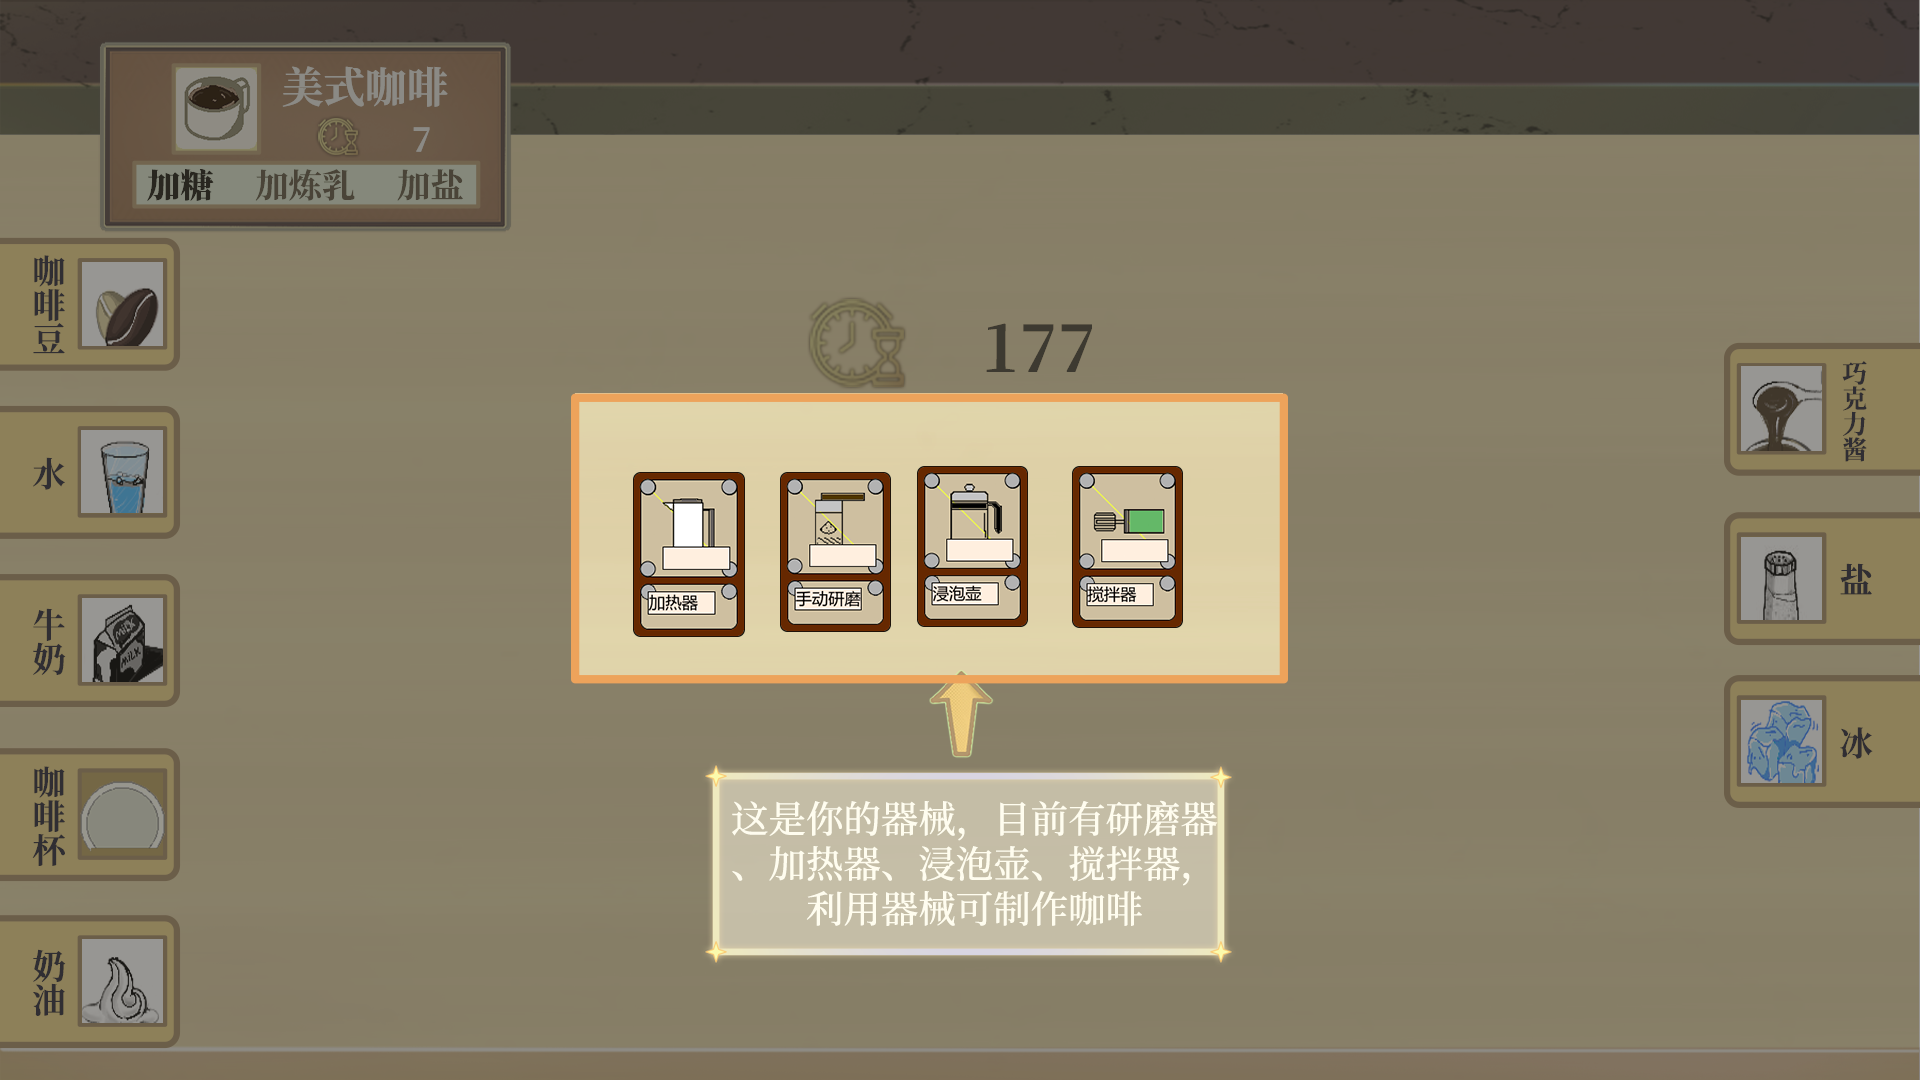 美式咖啡
7
加糖 加炼乳 加盐
咖啡豆
水
牛奶
咖啡杯
奶油
177
加热器
手动研磨
浸泡壶
搅拌器
这是你的器械，目前有研磨器
、加热器、浸泡壶、搅拌器，
利用器械可制作咖啡
巧克力酱
盐
冰
MILK
MILK